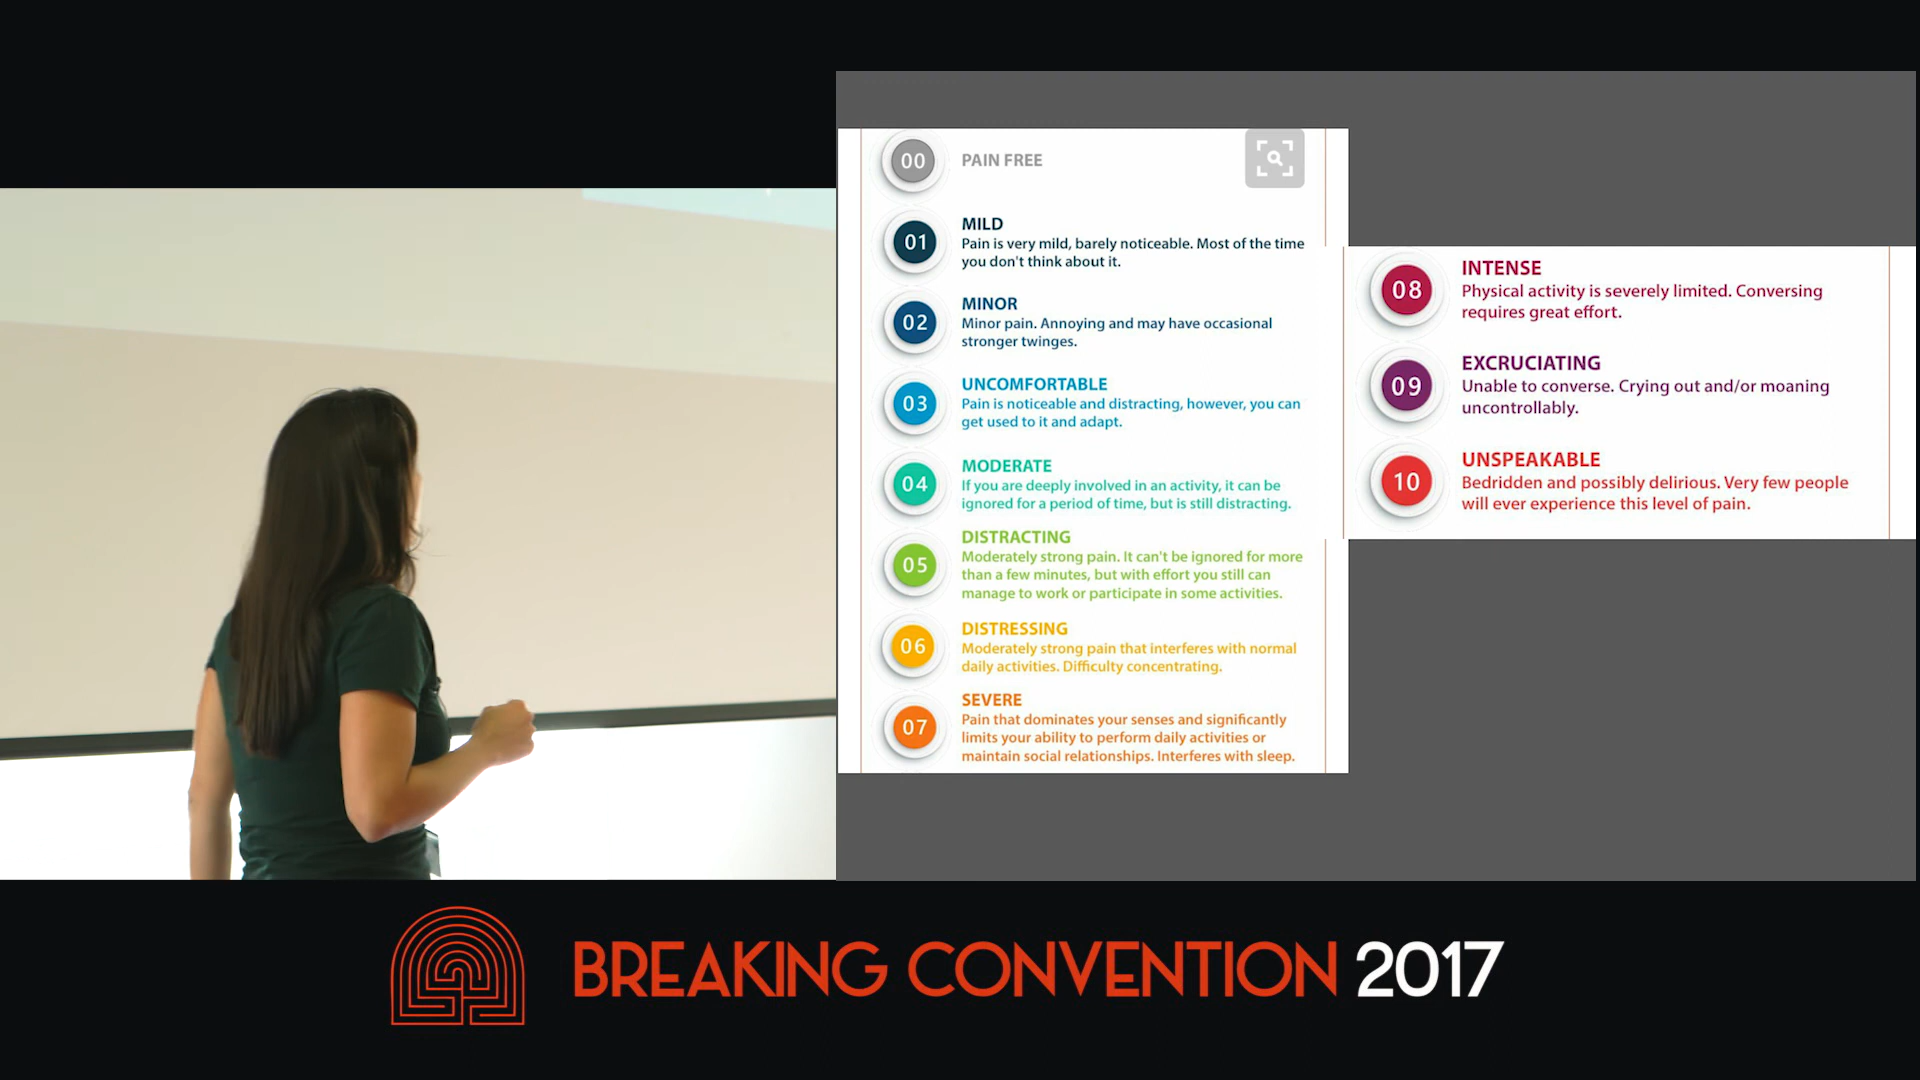 00
PAIN FREE
01
MILD
Pain is very mild, barely noticeable. Most of the time
you don't think about it.
02
MINOR
Minor pain. Annoying and may have occasional
stronger twinges.
03
UNCOMFORTABLE
Pain is noticeable and distracting, however, you can
get used to it and adapt.
04
MODERATE
If you are deeply involved in an activity, it can be
ignored for a period of time, but is still distracting.
05
DISTRACTING
Moderately strong pain. It can't be ignored for more
than a few minutes, but with effort you still can
manage to work or participate in some activities.
06
DISTRESSING
Moderately strong pain that interferes with normal
daily activities. Difficulty concentrating.
07
SEVERE
Pain that dominates your senses and significantly
limits your ability to perform daily activities or
maintain social relationships. Interferes with sleep.
08
INTENSE
Physical activity is severely limited. Conversing
requires great effort.
09
EXCRUCIATING
Unable to converse. Crying out and/or moaning
uncontrollably.
10
UNSPEAKABLE
Bedridden and possibly delirious. Very few people
will ever experience this level of pain.
BREAKING CONVENTION 2017